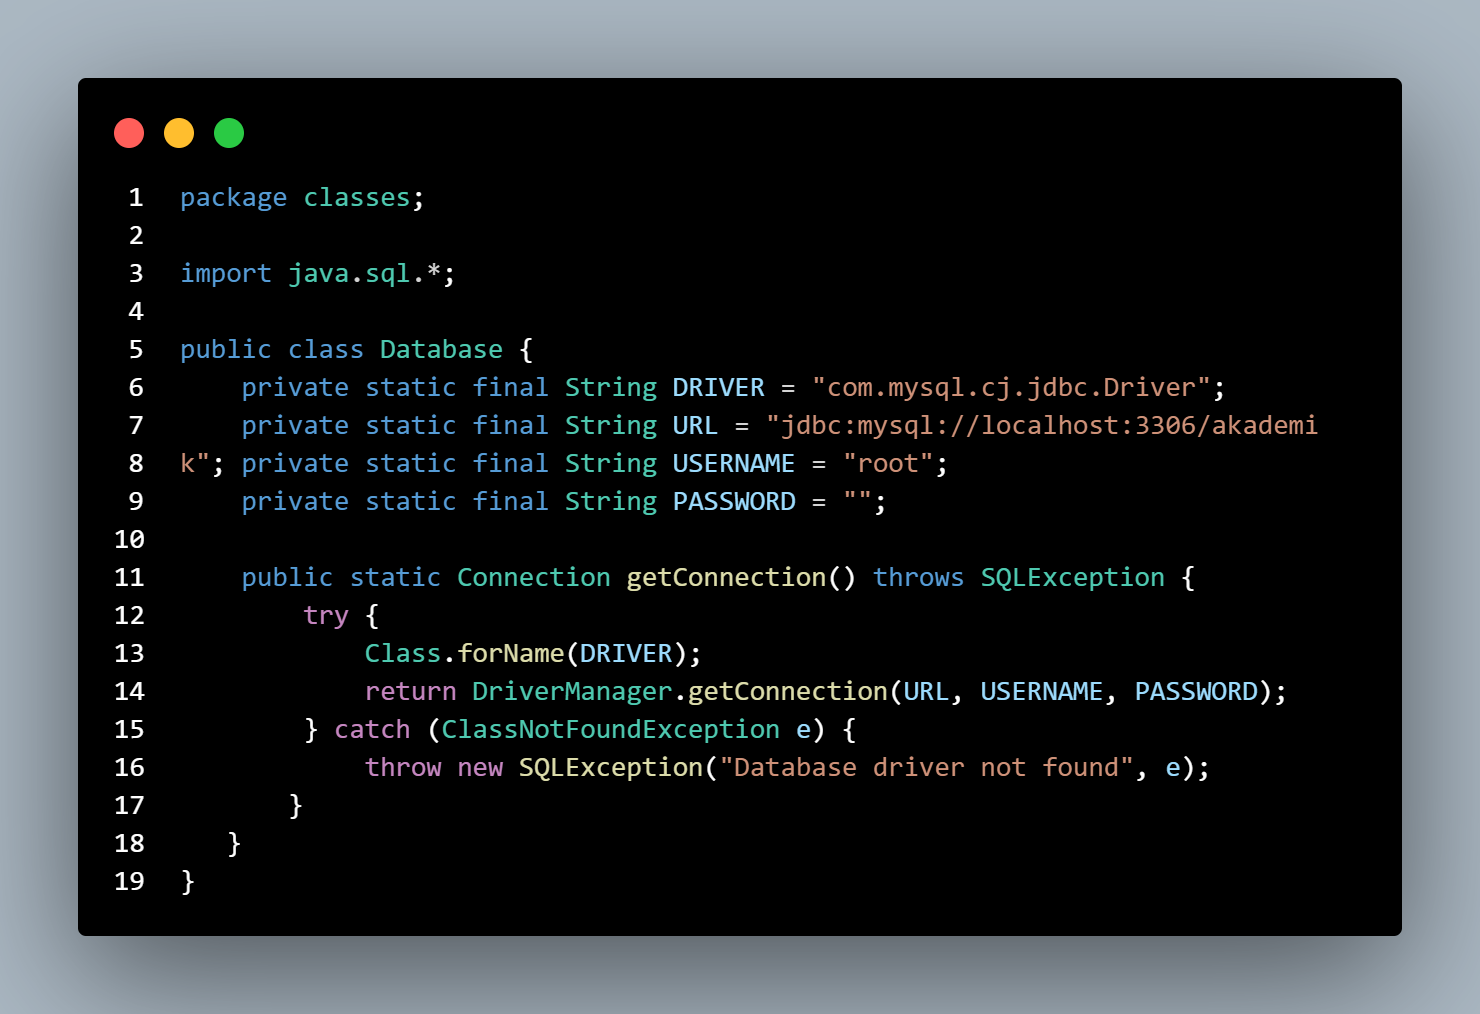 1 package classes;
2
3 import java.sql.*;
4
5 public class Database {
6     private static final String DRIVER = "com.mysql.cj.jdbc.Driver";
7     private static final String URL = "jdbc:mysql://localhost:3306/akademi
8 k"; private static final String USERNAME = "root";
9     private static final String PASSWORD = "";
10
11     public static Connection getConnection() throws SQLException {
12         try {
13             Class.forName(DRIVER);
14             return DriverManager.getConnection(URL, USERNAME, PASSWORD);
15         } catch (ClassNotFoundException e) {
16             throw new SQLException("Database driver not found", e);
17        }
18    }
19 }